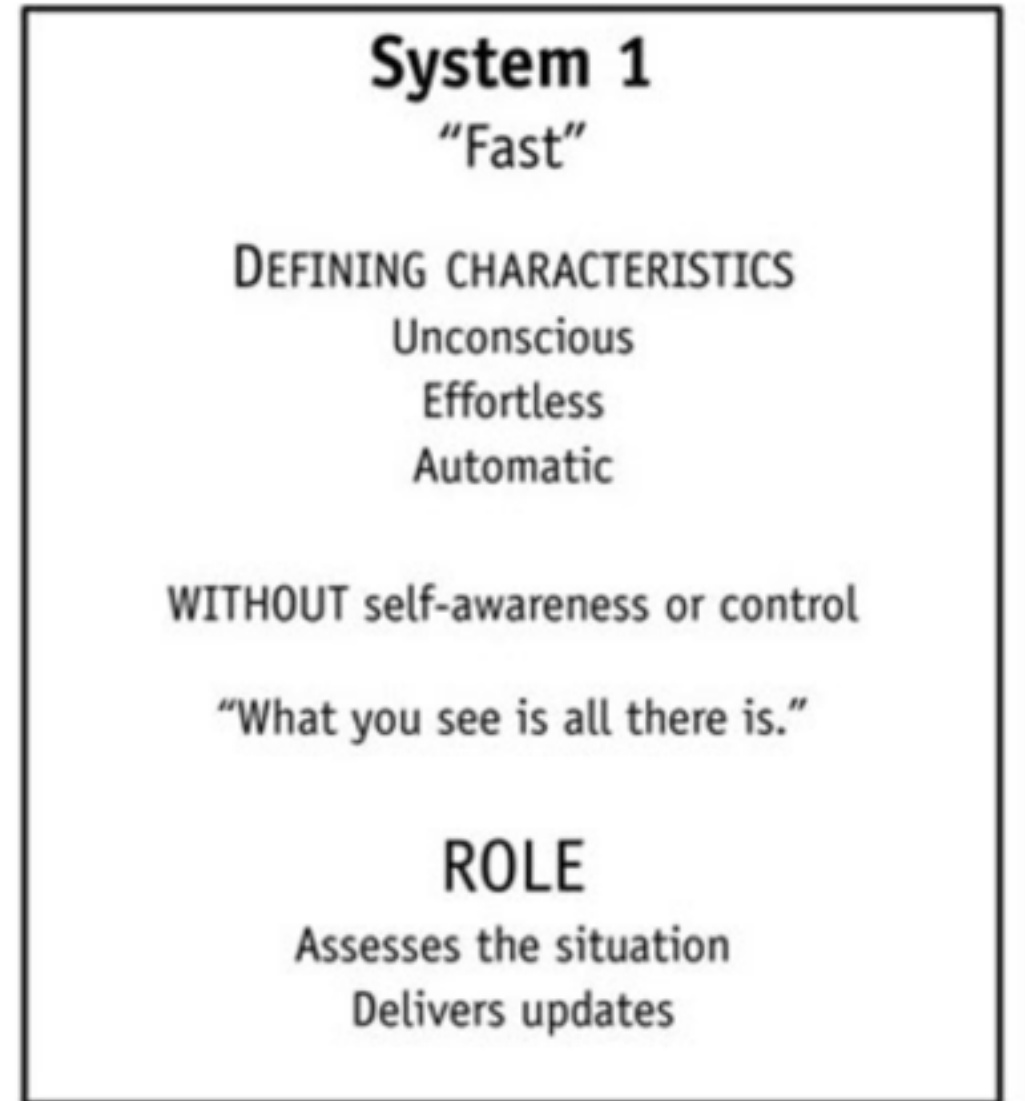 System 1
“Fast”
DEFINING CHARACTERISTICS
Unconscious
Effortless
Automatic
WITHOUT self-awareness or control
“What you see is all there is.”
ROLE
Assesses the situation
Delivers updates